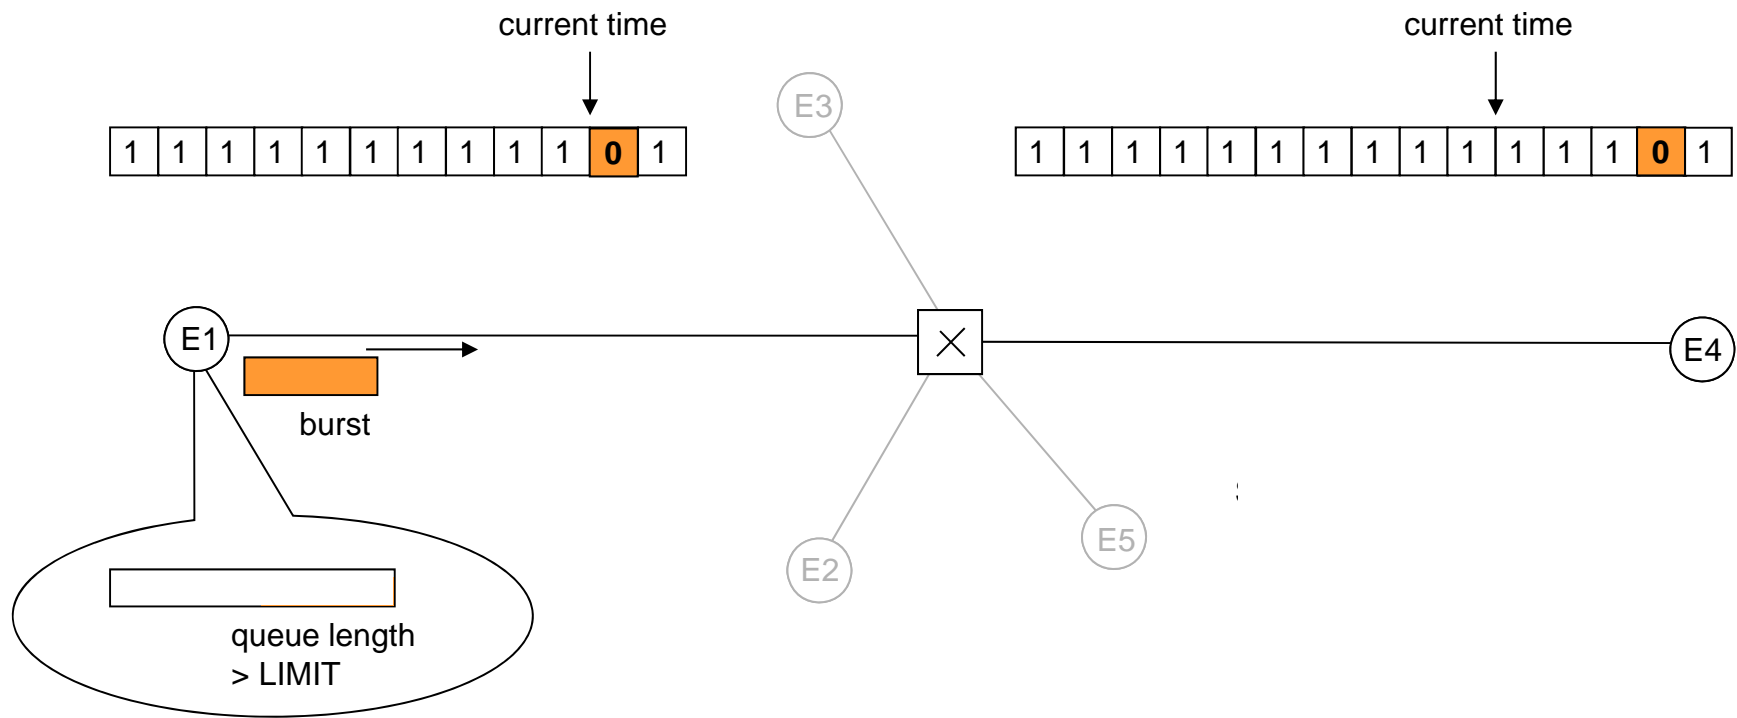 current time
current time
1 1 1 1 1 1 1 1 1 1 0 1
1 1 1 1 1 1 1 1 1 1 1 1 1 0 1
E3
E1
E4
burst
E5
E2
queue length
> LIMIT